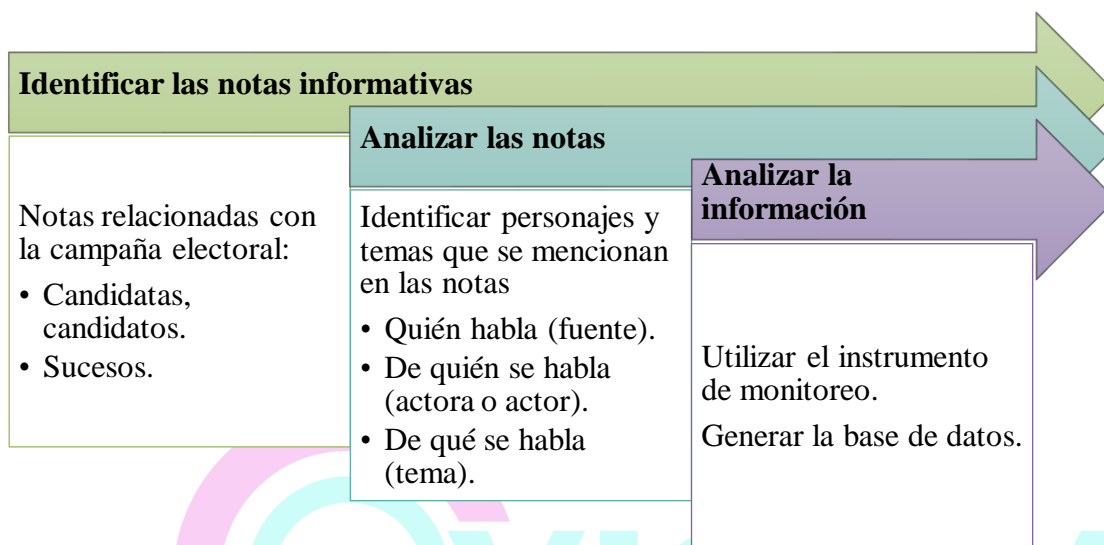 Identificar las notas informativas
Notas relacionadas con
la campaña electoral:
• Candidatas,
candidatos.
• Sucesos.
Analizar las notas
Identificar personajes y
temas que se mencionan
en las notas
• Quién habla (fuente).
• De quién se habla
(actora o actor).
• De qué se habla
(tema).
Analizar la
información
Utilizar el instrumento
de monitoreo.
Generar la base de datos.